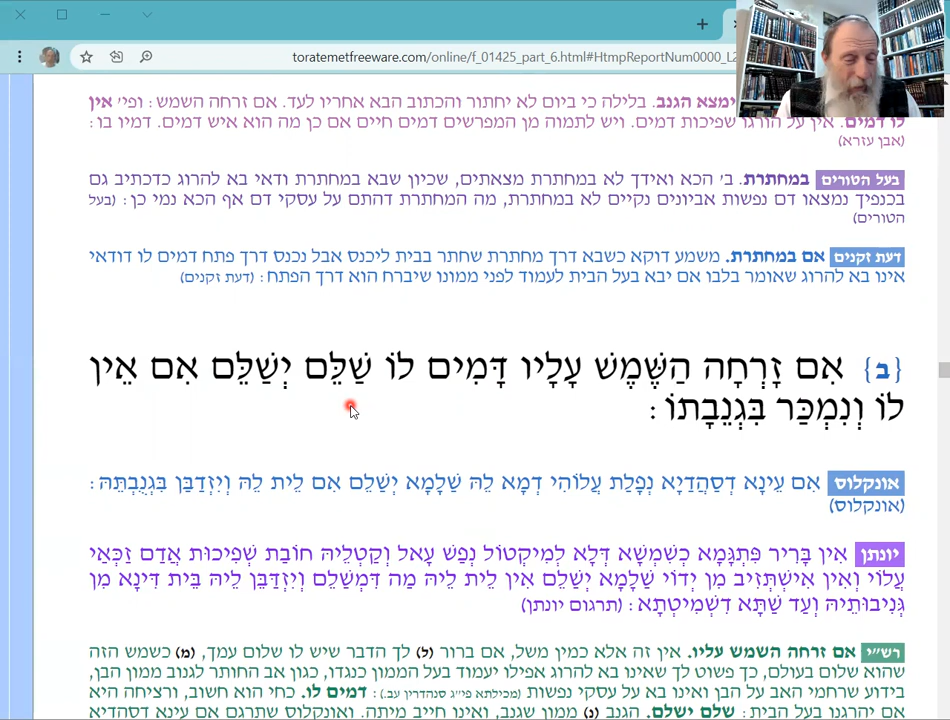 toratemetfreeware.com/online/f_01425_part_6.html#HtmpReportNum0000_L2
ימצא הגנב. בלילה כי ביום לא יחתור והכתוב הבא אחריו לעד. אם זרחה השמש: ופי' אין
לו דמים. אין על הורגו שפיכות דמים. ויש לתמוה מן המפרשים דמים חיים אם כן מה הוא איש דמים. דמיו בו:
(אבן עזרא)
בעל הטורים במחתרת. ב' הכא ואידך לא במחתרת מצאתים, שכיון שבא במחתרת ודאי בא להרוג כדכתיב גם
בכנפיך נמצאו דם נפשות אביונים נקיים לא במחתרת, מה המחתרת דהתם על עסקי דם אף הכא נמי כן: (בעל
הטורים)
דעת זקנים אם במחתרת. משמע דוקא כשבא דרך מחתרת שחתר בבית ליכנס אבל נכנס דרך פתח דמים לו דודאי
אינו בא להרוג שאומר בלבו אם יבא בעל הבית לעמוד לפני ממונו שיברח הוא דרך הפתח: (דעת זקנים)
{ב} אִם זָרְחָה הַשֶּׁמֶשׁ עָלָיו דָּמִים לוֹ שַׁלֵּם יְשַׁלֵּם אִם אֵין
לוֹ וְנִמְכַּר בִּגְנֵבָתוֹ:
אונקלוס אִם עֵינָא דְסַהֲדַיָא נְפָלַת עֲלוֹהִי דְמָא לֵהּ שַׁלָמָא יְשַׁלֵם אִם לֵית לֵהּ וְיִזְדַבַּן בִּגְנֻבְתֵּהּ:
(אונקלוס)
יונתן אִין בָּרִיר פִּתְגָמָא כְּשִׁמְשָׁא דְּלָא לְמִיקְטוֹל נְפַשׁ עָאל וְקַטְלֵיהּ חוֹבַת שְׁפִיכוּת אֲדַם זַכַּאי
עֲלוֹי וְאִין אִישְׁתְּזִיב מִן יְדוֹי שַׁלָמָא יְשַׁלֵם אִין לֵית לֵיהּ מַה דִּמְשַׁלֵם וְיִזְדַבֵּן לֵיהּ בֵּית דִּינָא מִן
גְּנִיבוּתֵיהּ וְעַד שַׁתָּא דִשְׁמִיטְתָא: (תרגום יונתן)
רש״י אם זרחה השמש עליו. אין זה אלא כמין משל, אם ברור (ל) לך הדבר שיש לו שלום עמך, (מ) כשמש הזה
שהוא שלום בעולם, כך פשוט לך שאינו בא להרוג אפילו יעמוד בעל הממון כנגדו, כגון אב החותר לגנוב ממון הבן,
בידוע שרחמי האב על הבן ואינו בא על עסקי נפשות (מכילתא פי״ג סנהדרין עב.): דמים לו. כחי הוא חשוב, ורציחה היא
אם יהרגנו בעל הבית: שלם ישלם. הגנב (נ) ממון שגנב, ואינו חייב מיתה. ואונקלוס שתרגם אם עינא דסהדיא